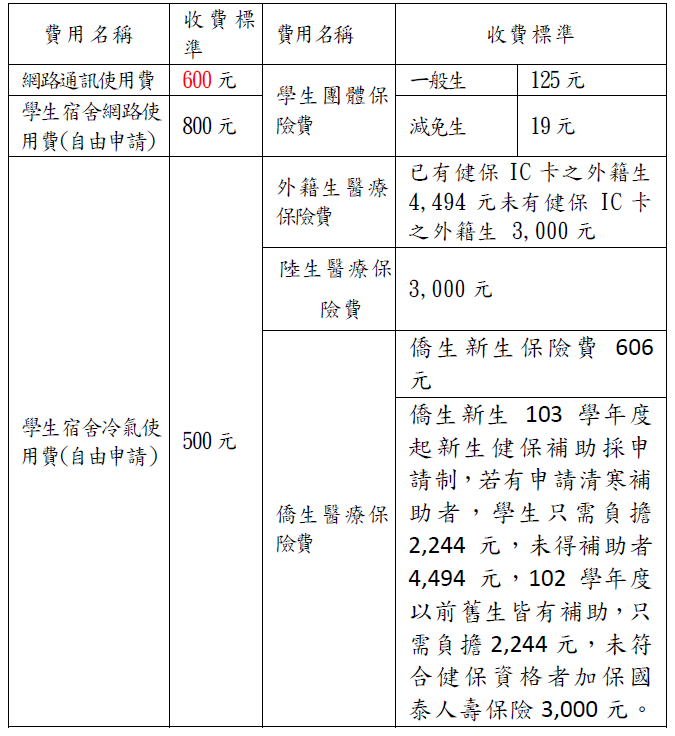 費用名稱
收費標
準
費用名稱
收費標準
網路通訊使用費
600 元
學生團體保
險費
一般生
125 元
學生宿舍網路使
用費(自由申請)
800 元
減免生
19 元
學生宿舍冷氣使
用費(自由申請)
500 元
外籍生醫療
保險費
已有健保 IC 卡之外籍生
4,494 元未有健保 IC 卡
之外籍生 3,000 元
陸生醫療保
險費
3,000 元
僑生醫療保
險費
僑生新生保險費 606
元
僑生新生 103 學年度
起新生健保補助採申
請制，若有申請清寒補
助者，學生只需負擔
2,244 元，未得補助者
4,494 元，102 學年度
以前舊生皆有補助，只
需負擔 2,244 元，未符
合健保資格者加保國
泰人壽保險 3,000 元。